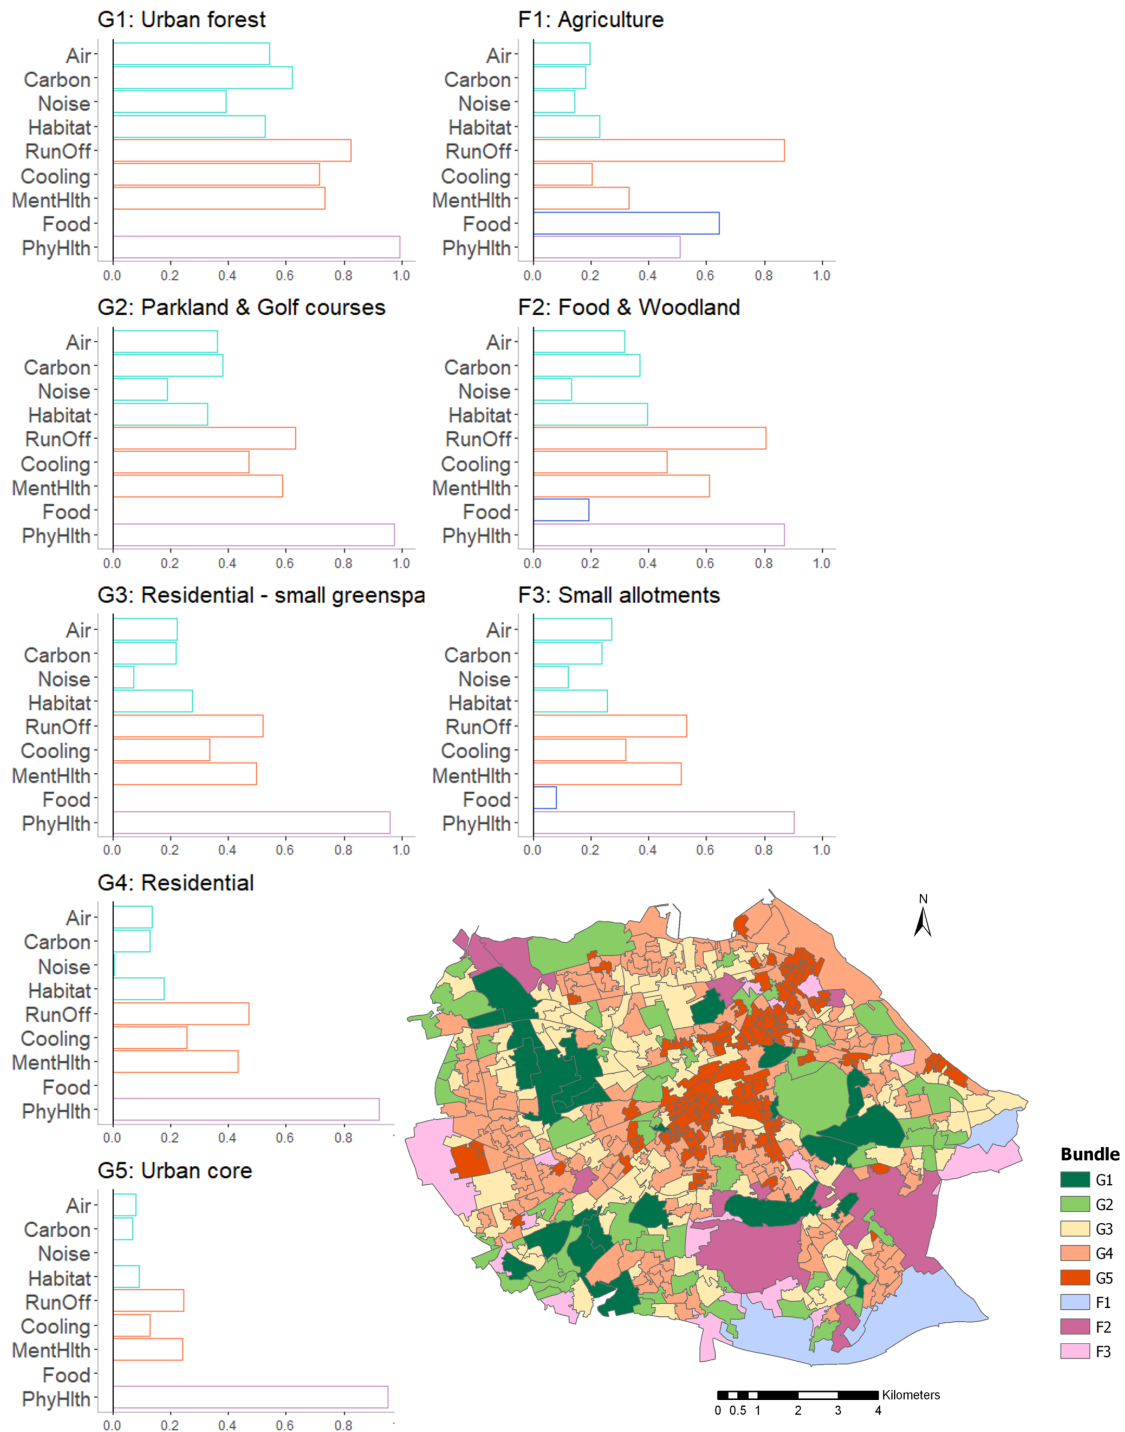 G1: Urban forest
Air
Carbon
Noise
Habitat
RunOff
Cooling
MentHlth
Food
PhyHlth
0.0 0.2 0.4 0.6 0.8 1.0
F1: Agriculture
Air
Carbon
Noise
Habitat
RunOff
Cooling
MentHlth
Food
PhyHlth
0.0 0.2 0.4 0.6 0.8 1.0
G2: Parkland & Golf courses
Air
Carbon
Noise
Habitat
RunOff
Cooling
MentHlth
Food
PhyHlth
0.0 0.2 0.4 0.6 0.8 1.0
F2: Food & Woodland
Air
Carbon
Noise
Habitat
RunOff
Cooling
MentHlth
Food
PhyHlth
0.0 0.2 0.4 0.6 0.8 1.0
G3: Residential - small greenspa
Air
Carbon
Noise
Habitat
RunOff
Cooling
MentHlth
Food
PhyHlth
0.0 0.2 0.4 0.6 0.8 1.0
F3: Small allotments
Air
Carbon
Noise
Habitat
RunOff
Cooling
MentHlth
Food
PhyHlth
0.0 0.2 0.4 0.6 0.8 1.0
G4: Residential
Air
Carbon
Noise
Habitat
RunOff
Cooling
MentHlth
Food
PhyHlth
0.0 0.2 0.4 0.6 0.8
G5: Urban core
Air
Carbon
Noise
Habitat
RunOff
Cooling
MentHlth
Food
PhyHlth
0.0 0.2 0.4 0.6 0.8
N
Bundle
G1
G2
G3
G4
G5
F1
F2
F3
Kilometers
0 0.5 1 2 3 4